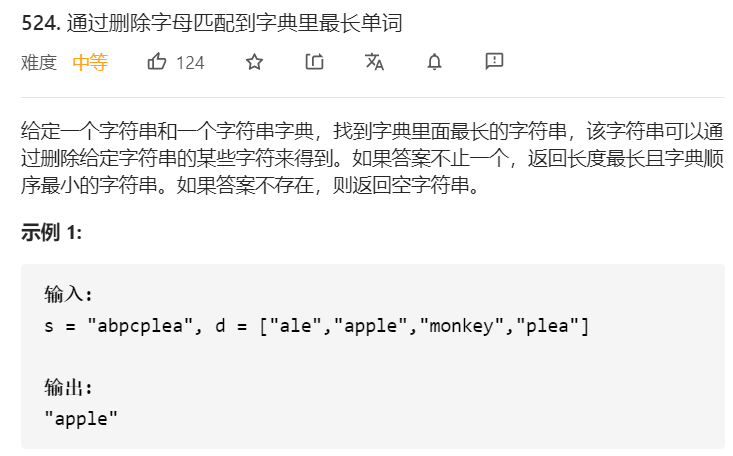 524. 通过删除字母匹配到字典里最长单词
难度 中等 124
给定一个字符串和一个字符串字典，找到字典里面最长的字符串，该字符串可以通
过删除给定字符串的某些字符来得到。如果答案不止一个，返回长度最长且字典顺
序最小的字符串。如果答案不存在，则返回空字符串。
示例 1:
输入:
s = "abpcplea", d = ["ale","apple","monkey","plea"]
输出:
"apple"